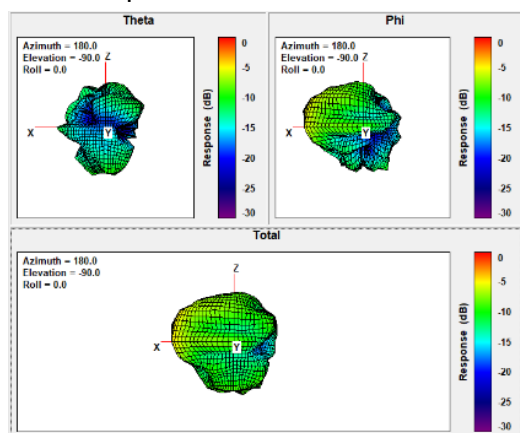 Theta
Azimuth = 180.0
Elevation = -90.0
Roll = 0.0
Z
X
Y
0
-5
-10
-15
-20
-25
-30
Response (dB)
Phi
Azimuth = 180.0
Elevation = -90.0
Roll = 0.0
Z
X
Y
0
-5
-10
-15
-20
-25
-30
Response (dB)
Total
Azimuth = 180.0
Elevation = -90.0
Roll = 0.0
Z
X
Y
0
-5
-10
-15
-20
-25
-30
Response (dB)